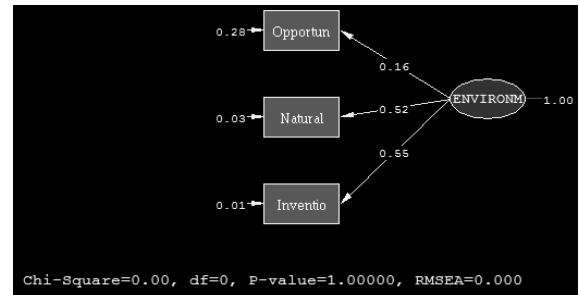 0.28 Opportun
0.16
ENVIRONM 1.00
0.03 Natural 0.52
0.55
0.01 Inventio
Chi-Square=0.00, df=0, P-value=1.00000, RMSEA=0.000